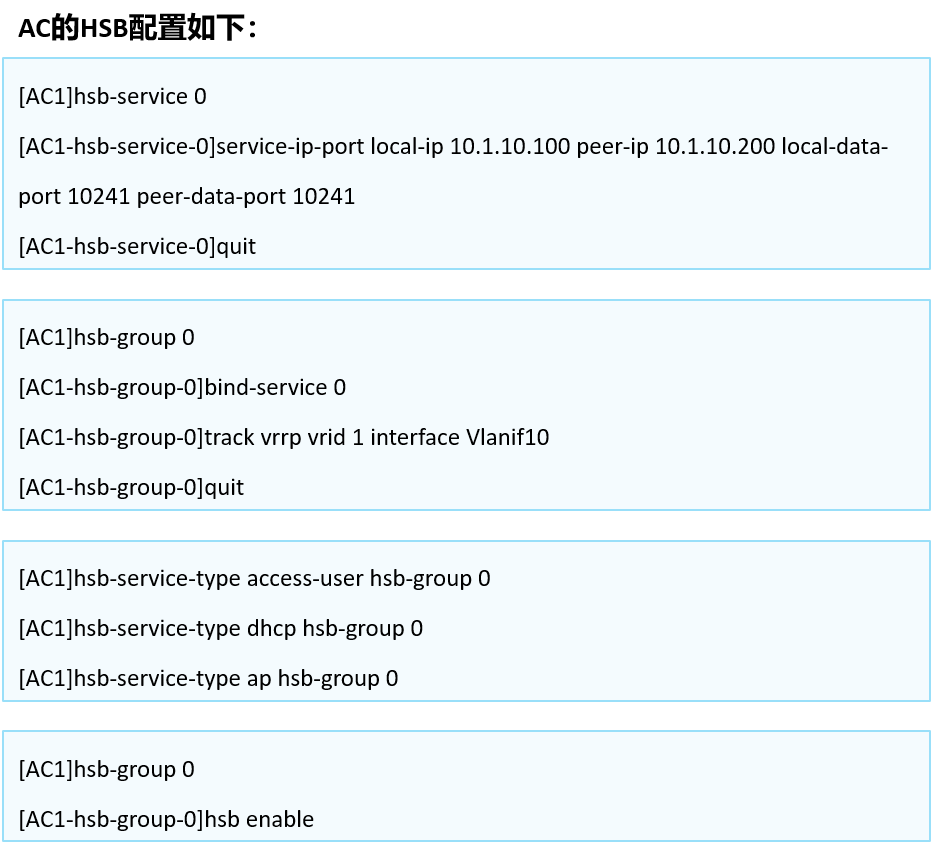 AC的HSB配置如下：
[AC1]hsb-service 0
[AC1-hsb-service-0]service-ip-port local-ip 10.1.10.100 peer-ip 10.1.10.200 local-data-
port 10241 peer-data-port 10241
[AC1-hsb-service-0]quit
[AC1]hsb-group 0
[AC1-hsb-group-0]bind-service 0
[AC1-hsb-group-0]track vrrp vrid 1 interface Vlanif10
[AC1-hsb-group-0]quit
[AC1]hsb-service-type access-user hsb-group 0
[AC1]hsb-service-type dhcp hsb-group 0
[AC1]hsb-service-type ap hsb-group 0
[AC1]hsb-group 0
[AC1-hsb-group-0]hsb enable